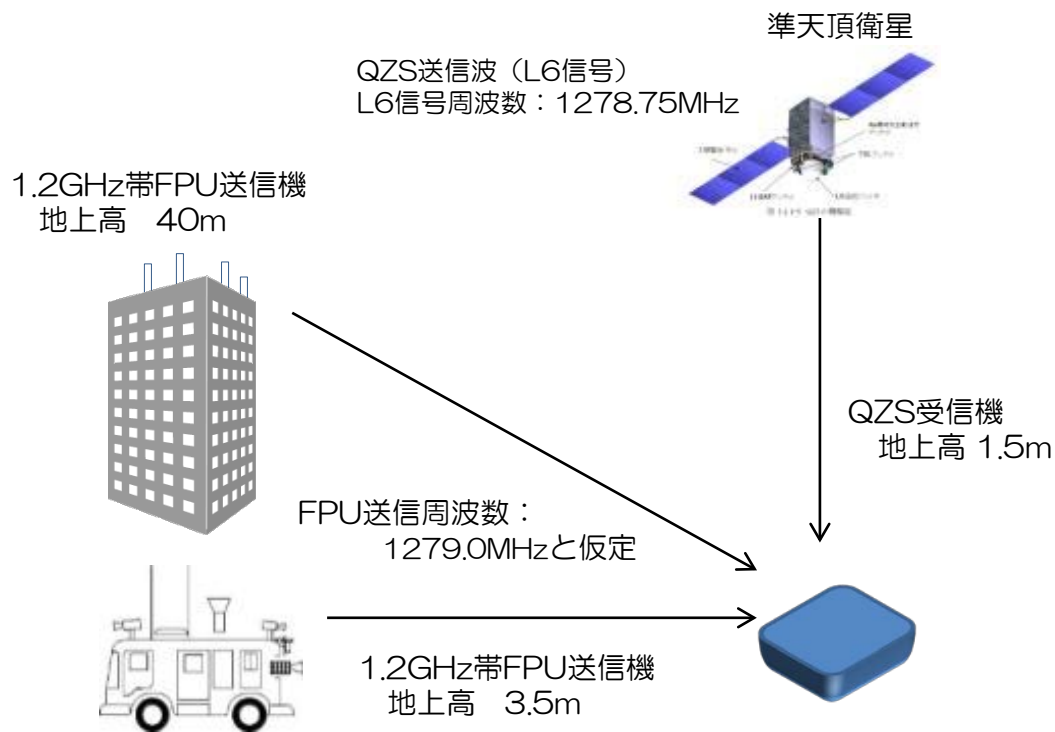 準天頂衛星
QZS送信波（L6信号）
L6信号周波数：1278.75MHz
1.2GHz帯FPU送信機
地上高　40m
QZS受信機
地上高 1.5m
FPU送信周波数：
1279.0MHzと仮定
1.2GHz帯FPU送信機
地上高　3.5m